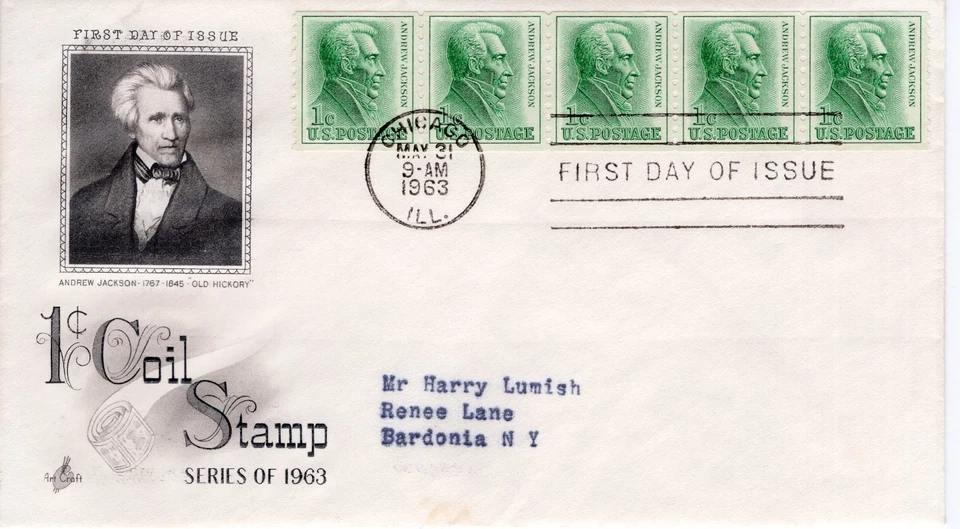 FIRST DAY OF ISSUE
ANDREW JACKSON-1767-1845 -"OLD HICKORY"
1¢ Coil
Stamp
SERIES OF 1963
Art Craft
ANDREW JACKSON
1c
U.S. POSTAGE
ANDREW JACKSON
1c
U.S. POSTAGE
ANDREW JACKSON
1c
U.S. POSTAGE
ANDREW JACKSON
1c
U.S. POSTAGE
ANDREW JACKSON
1c
U.S. POSTAGE
CHICAGO
MAY 31
9-AM
1963
ILL.
FIRST DAY OF ISSUE
Mr Harry Lumish
Renee Lane
Bardonia N Y